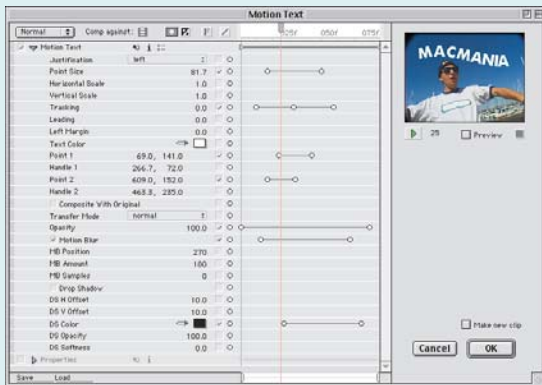 Motion Text
Normal Comp against:
025f 050f 075f
Motion Text
Justification left
Point Size 81.7
Horizontal Scale 1.0
Vertical Scale 1.0
Tracking 0.0
Leading 0.0
Left Margin 0.0
Text Color
Point 1 69.0, 141.0
Handle 1 266.7, 72.0
Point 2 609.0, 152.0
Handle 2 463.3, 235.0
Composite With Original
Transfer Mode normal
Opacity 100.0
Motion Blur
MB Position 270
MB Amount 100
MB Samples 0
Drop Shadow
DS H Offset 10.0
DS V Offset 10.0
DS Color
DS Opacity 100.0
DS Softness 0.0
Properties
Save Load
MACMANIA
25 Preview
Make new clip
Cancel OK